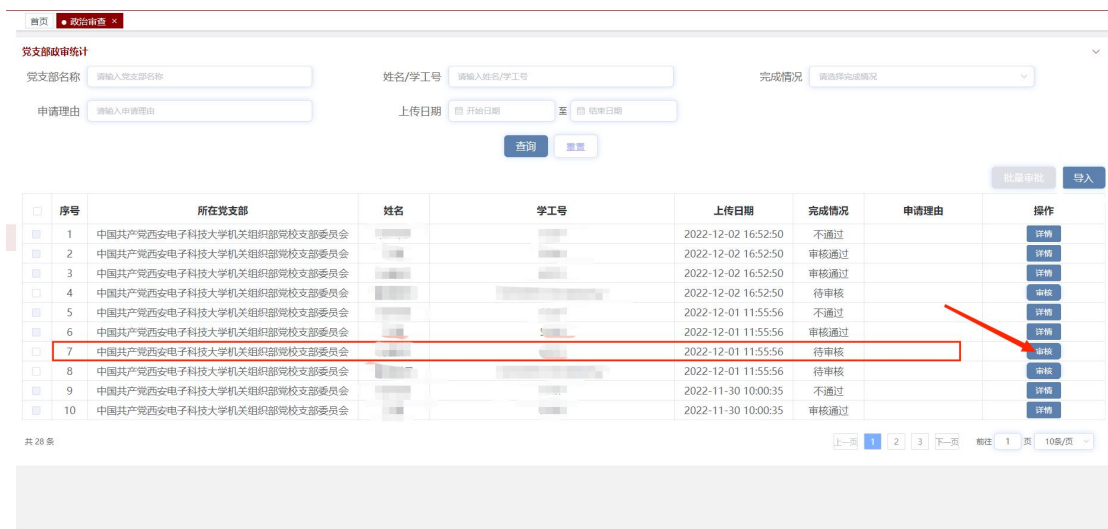 首页 ● 政治审查 ×
党支部政审统计
党支部名称 请输入党支部名称 姓名/学工号 请输入姓名/学工号 完成情况 请选择完成情况
申请理由 请输入申请理由 上传日期 开始日期 至 结束日期
查询 重置
批量审批 导入
序号 所在党支部 姓名 学工号 上传日期 完成情况 申请理由 操作
1 中国共产党西安电子科技大学机关组织部党校支部委员会 2022-12-02 16:52:50 不通过 详情
2 中国共产党西安电子科技大学机关组织部党校支部委员会 2022-12-02 16:52:50 审核通过 详情
3 中国共产党西安电子科技大学机关组织部党校支部委员会 2022-12-02 16:52:50 审核通过 详情
4 中国共产党西安电子科技大学机关组织部党校支部委员会 2022-12-02 16:52:50 待审核 审核
5 中国共产党西安电子科技大学机关组织部党校支部委员会 2022-12-01 11:55:56 不通过 详情
6 中国共产党西安电子科技大学机关组织部党校支部委员会 2022-12-01 11:55:56 审核通过 详情
7 中国共产党西安电子科技大学机关组织部党校支部委员会 2022-12-01 11:55:56 待审核 审核
8 中国共产党西安电子科技大学机关组织部党校支部委员会 2022-12-01 11:55:56 待审核 审核
9 中国共产党西安电子科技大学机关组织部党校支部委员会 2022-11-30 10:00:35 不通过 详情
10 中国共产党西安电子科技大学机关组织部党校支部委员会 2022-11-30 10:00:35 审核通过 详情
共 28 条 上一页 1 2 3 下一页 前往 1 页 10条/页